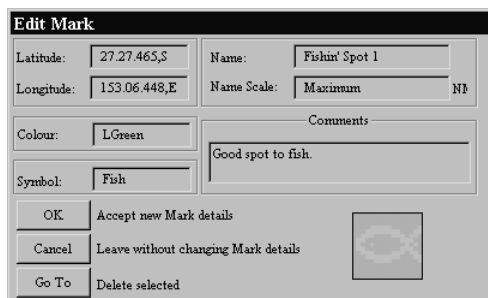 Edit Mark
Latitude: 27.27.465,S
Longitude: 153.06.448,E
Name: Fishin' Spot 1
Name Scale: Maximum NM
Colour: LGreen
Symbol: Fish
Comments
Good spot to fish.
OK Accept new Mark details
Cancel Leave without changing Mark details
Go To Delete selected